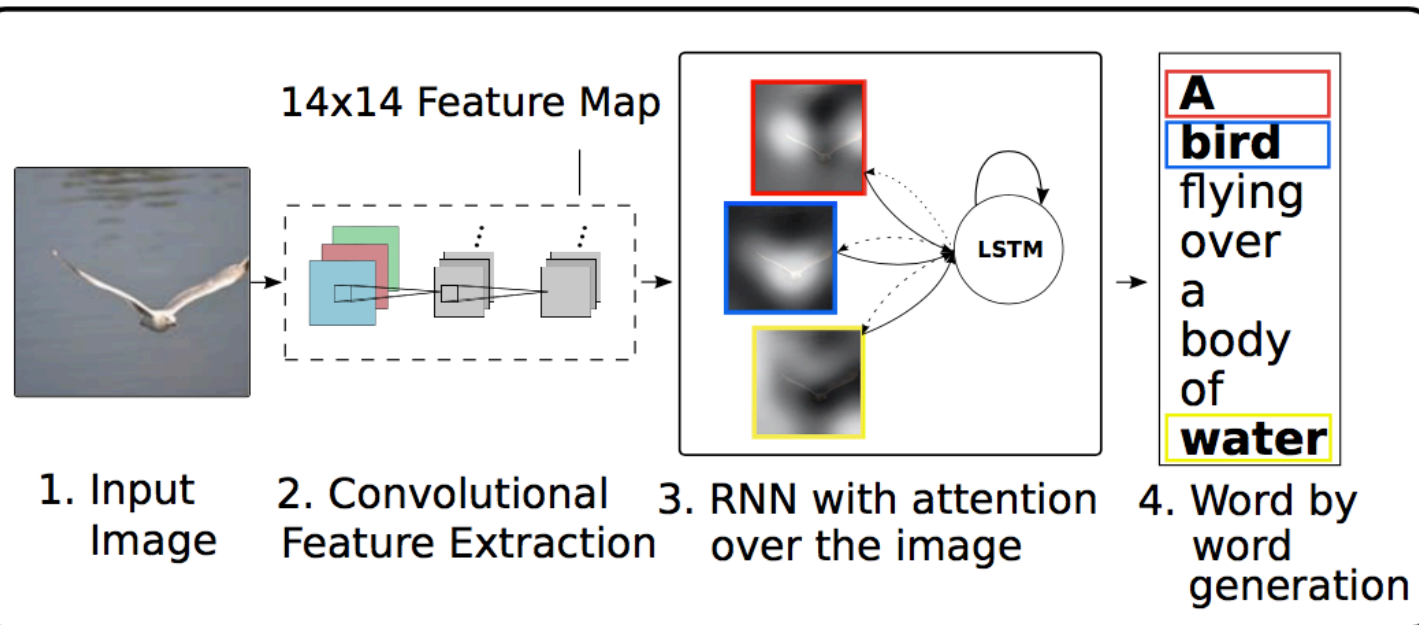 14x14 Feature Map
LSTM
A
bird
flying
over
a
body
of
water
1. Input
Image
2. Convolutional
Feature Extraction
3. RNN with attention
over the image
4. Word by
word
generation